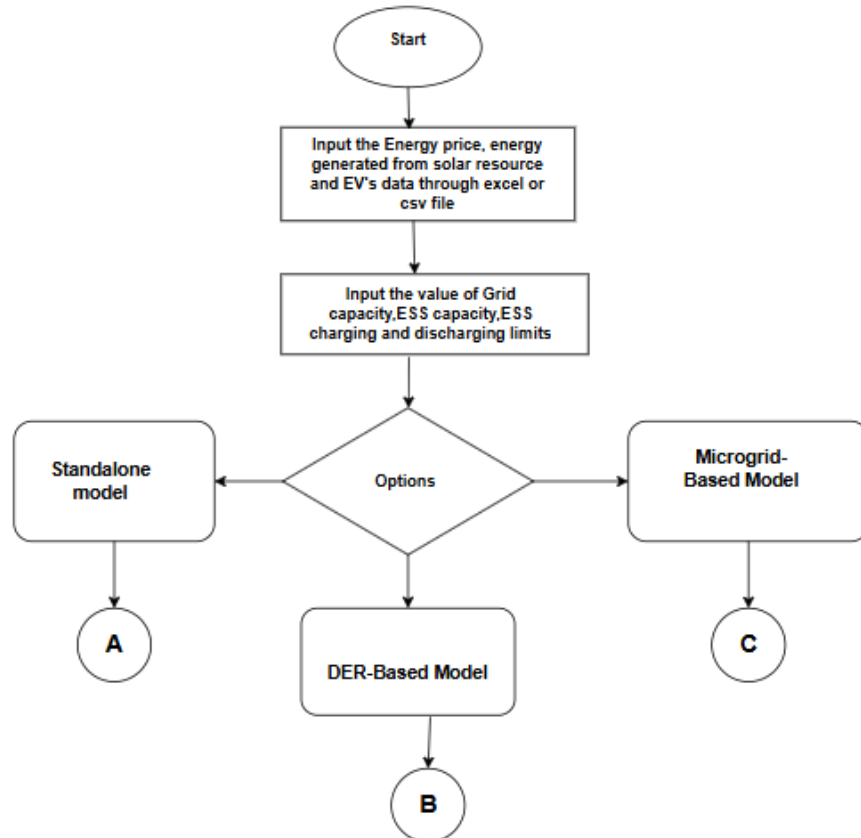 Start
Input the Energy price, energy
generated from solar resource
and EV's data through excel or
csv file
Input the value of Grid
capacity,ESS capacity,ESS
charging and discharging limits
Standalone
model
Options
Microgrid-
Based Model
A
DER-Based Model
C
B